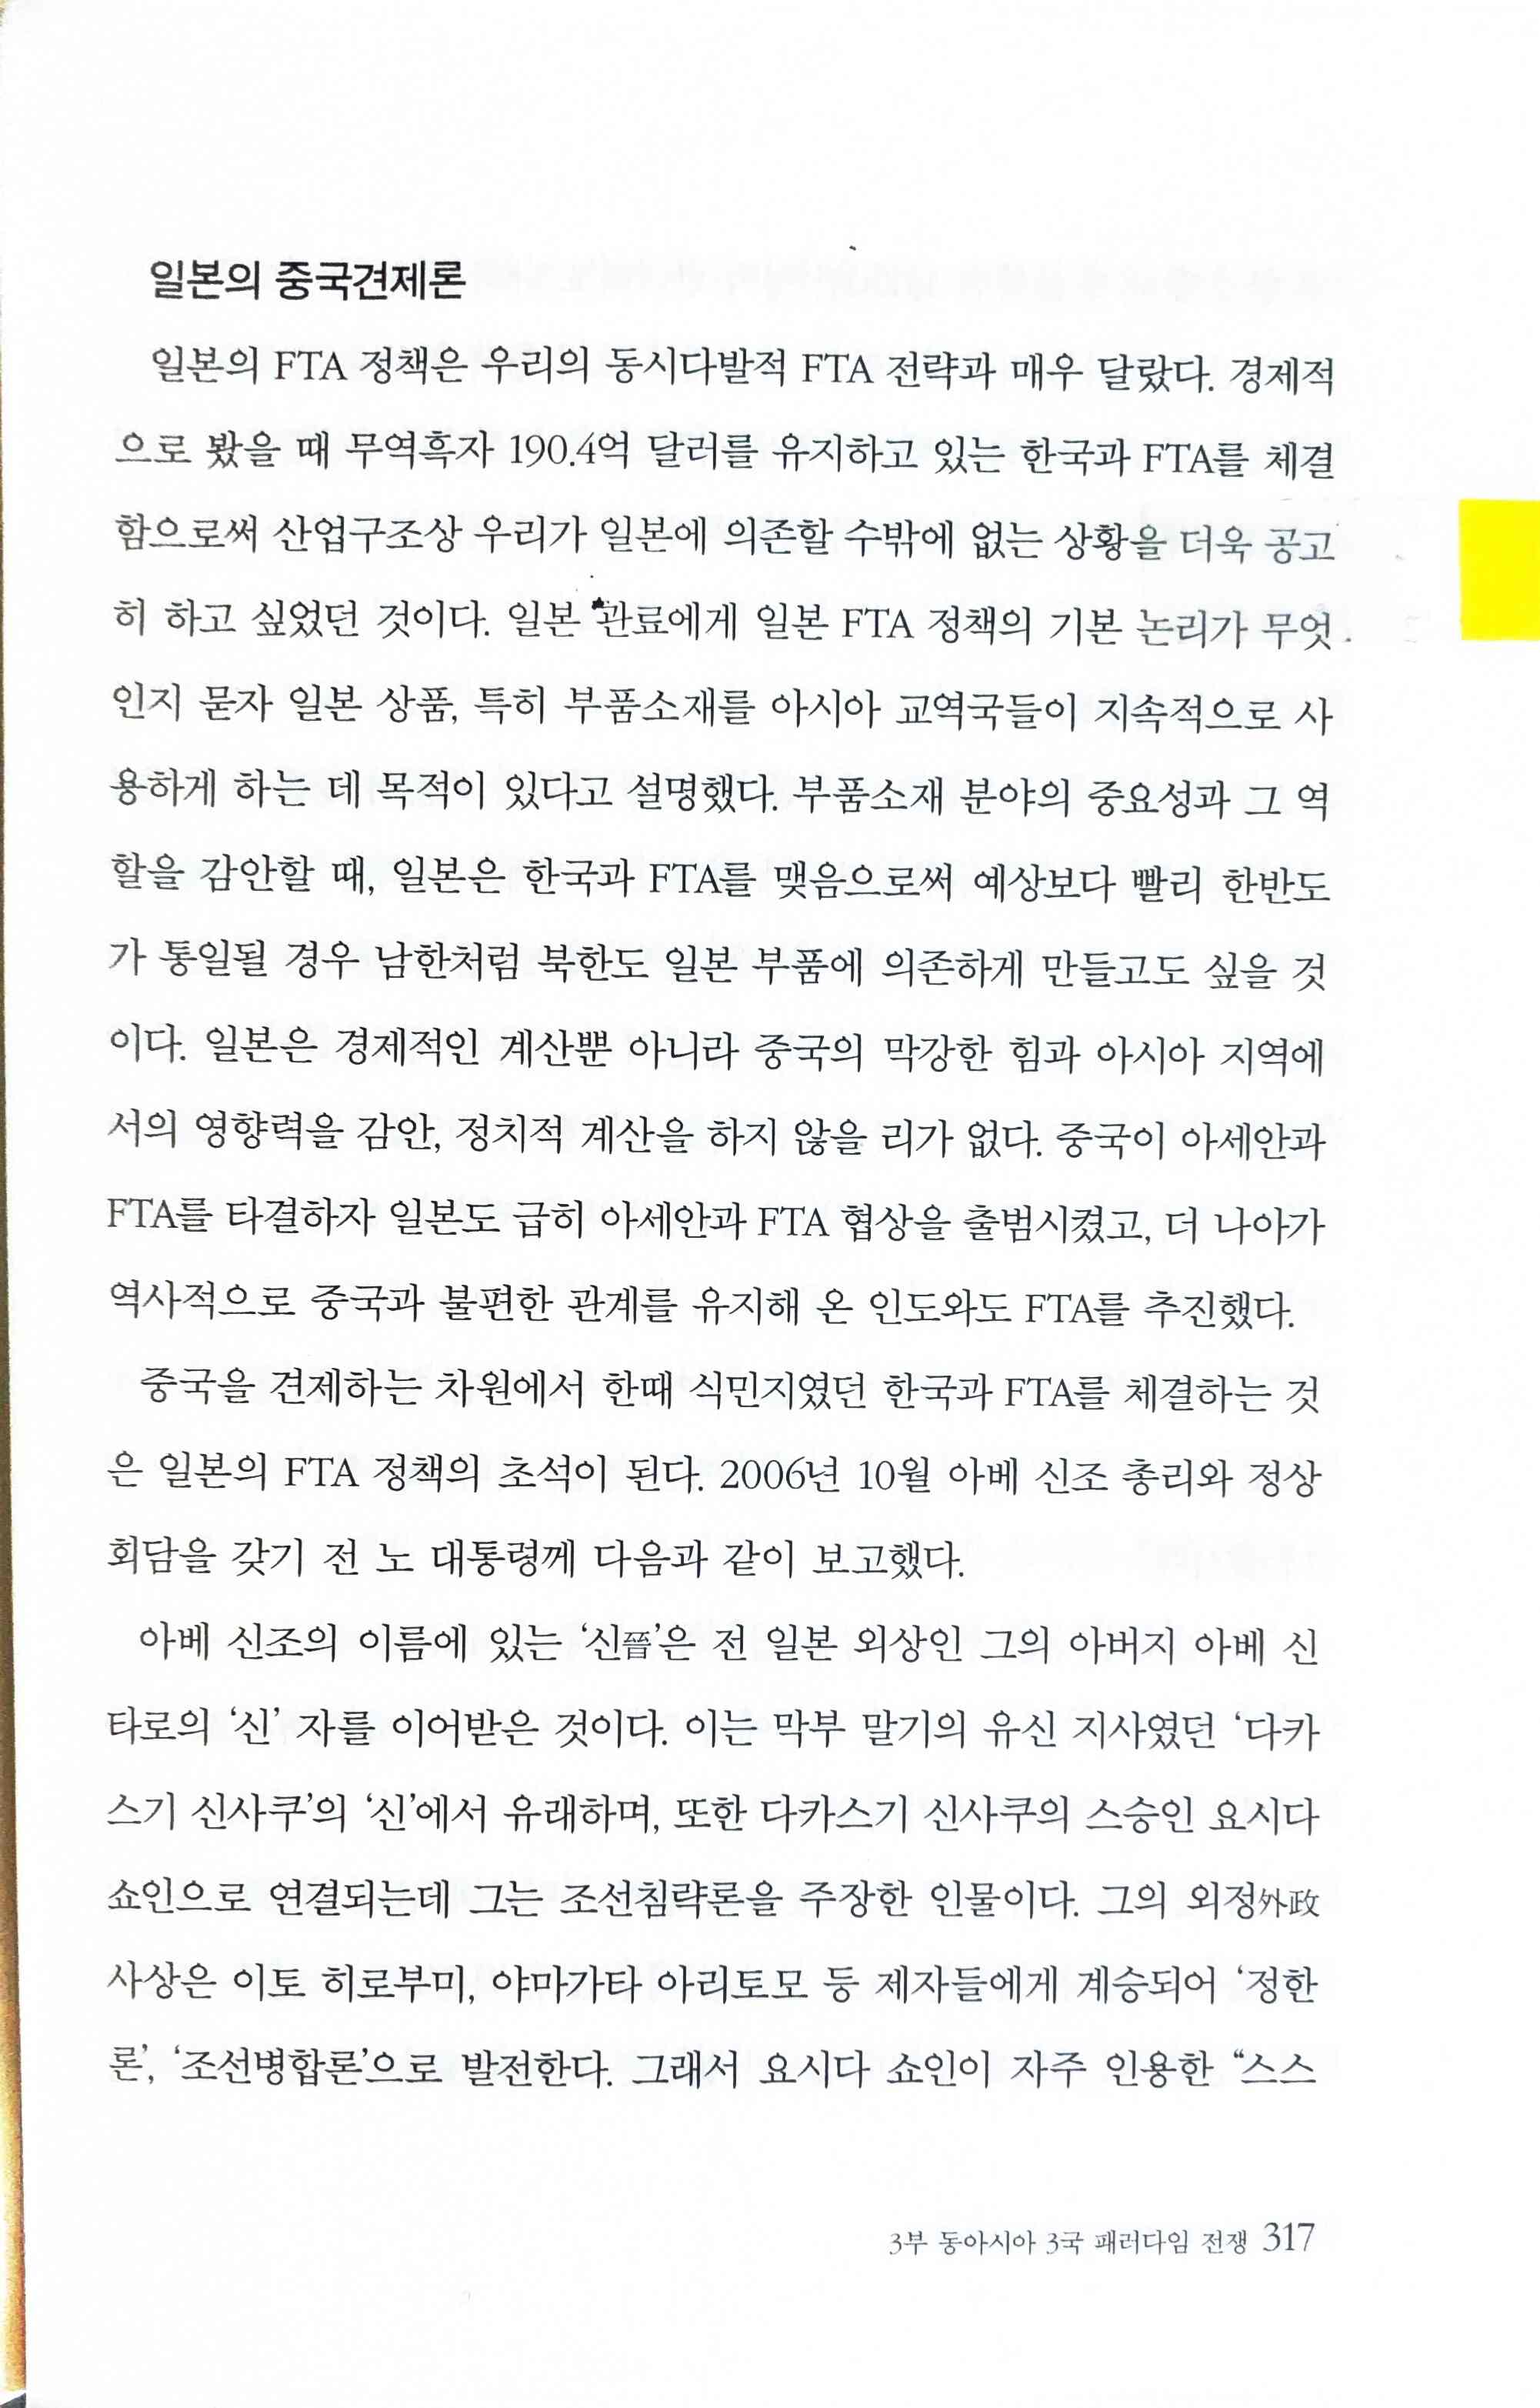 일본의 중국견제론
일본의 FTA 정책은 우리의 동시다발적 FTA 전략과 매우 달랐다. 경제적
으로 봤을 때 무역흑자 190.4억 달러를 유지하고 있는 한국과 FTA를 체결
함으로써 산업구조상 우리가 일본에 의존할 수밖에 없는 상황을 더욱 공고
히 하고 싶었던 것이다. 일본 관료에게 일본 FTA 정책의 기본 논리가 무엇
인지 묻자 일본 상품, 특히 부품소재를 아시아 교역국들이 지속적으로 사
용하게 하는 데 목적이 있다고 설명했다. 부품소재 분야의 중요성과 그 역
할을 감안할 때, 일본은 한국과 FTA를 맺음으로써 예상보다 빨리 한반도
가 통일될 경우 남한처럼 북한도 일본 부품에 의존하게 만들고도 싶을 것
이다. 일본은 경제적인 계산뿐 아니라 중국의 막강한 힘과 아시아 지역에
서의 영향력을 감안, 정치적 계산을 하지 않을 리가 없다. 중국이 아세안과
FTA를 타결하자 일본도 급히 아세안과 FTA 협상을 출범시켰고, 더 나아가
역사적으로 중국과 불편한 관계를 유지해 온 인도와도 FTA를 추진했다.
중국을 견제하는 차원에서 한때 식민지였던 한국과 FTA를 체결하는 것
은 일본의 FTA 정책의 초석이 된다. 2006년 10월 아베 신조 총리와 정상
회담을 갖기 전 노 대통령께 다음과 같이 보고했다.
아베 신조의 이름에 있는 ‘신晉’은 전 일본 외상인 그의 아버지 아베 신
타로의 ‘신’ 자를 이어받은 것이다. 이는 막부 말기의 유신 지사였던 ‘다카
스기 신사쿠’의 ‘신’에서 유래하며, 또한 다카스기 신사쿠의 스승인 요시다
쇼인으로 연결되는데 그는 조선침략론을 주장한 인물이다. 그의 외정外政
사상은 이토 히로부미, 야마가타 아리토모 등 제자들에게 계승되어 ‘정한
론’, ‘조선병합론’으로 발전한다. 그래서 요시다 쇼인이 자주 인용한 “스스
3부 동아시아 3국 패러다임 전쟁 317